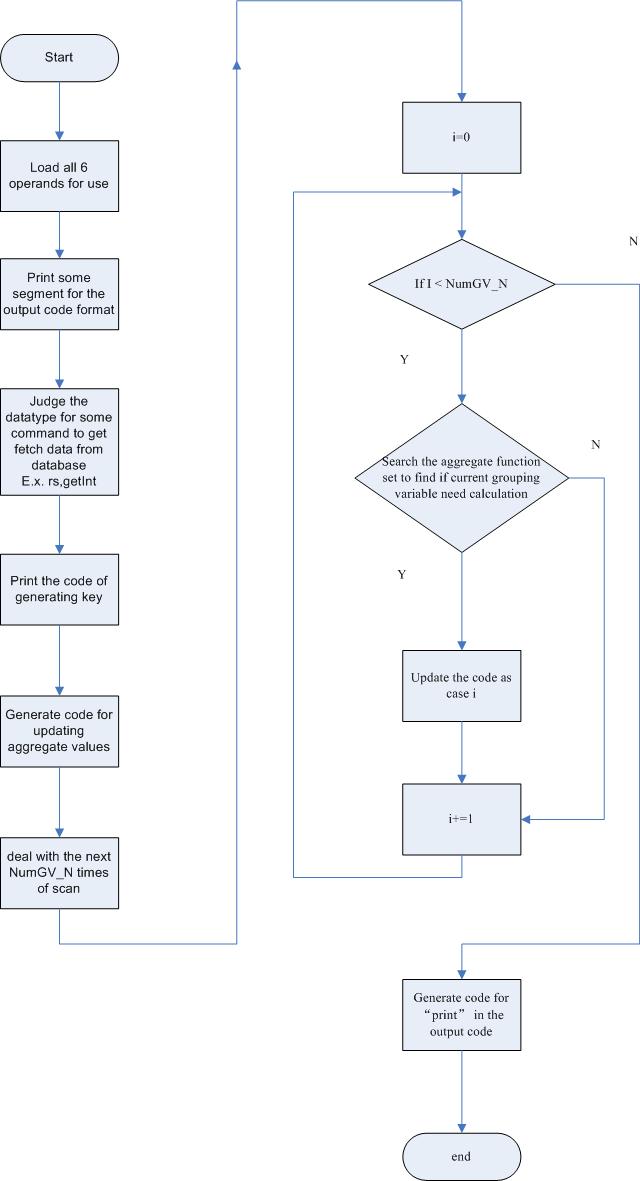 Start
Load all 6
operands for use
Print some
segment for the
output code format
Judge the
datatype for some
command to get
fetch data from
database
E.x. rs,getInt
Print the code of
generating key
Generate code for
updating
aggregate values
deal with the next
NumGV_N times
of scan
i=0
N
If I < NumGV_N
Y
N
Search the aggregate function
set to find if current grouping
variable need calculation
Y
Update the code as
case i
i+=1
Generate code for
“print” in the
output code
end